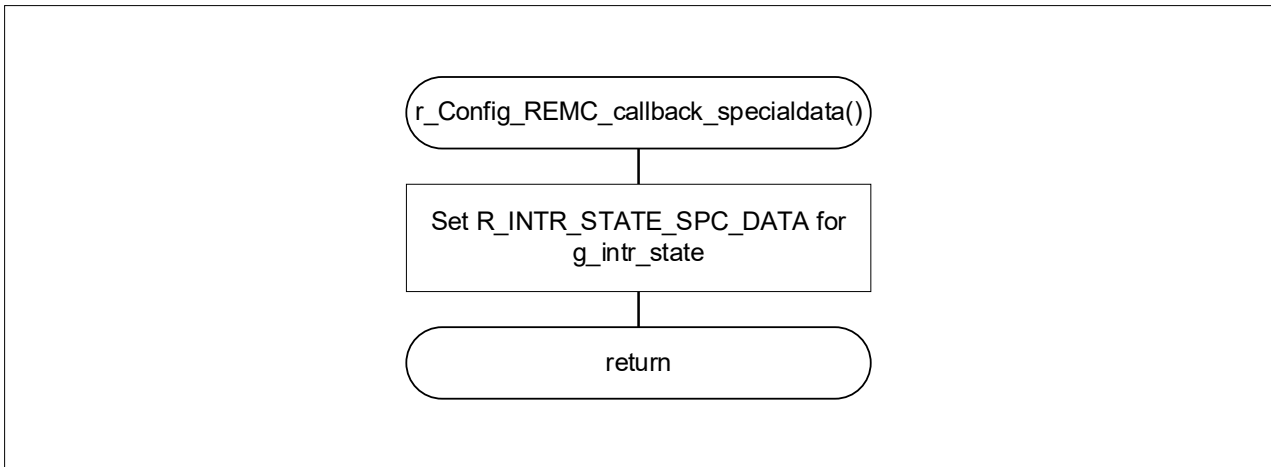 r_Config_REMC_callback_specialdata()
Set R_INTR_STATE_SPC_DATA for
g_intr_state
return